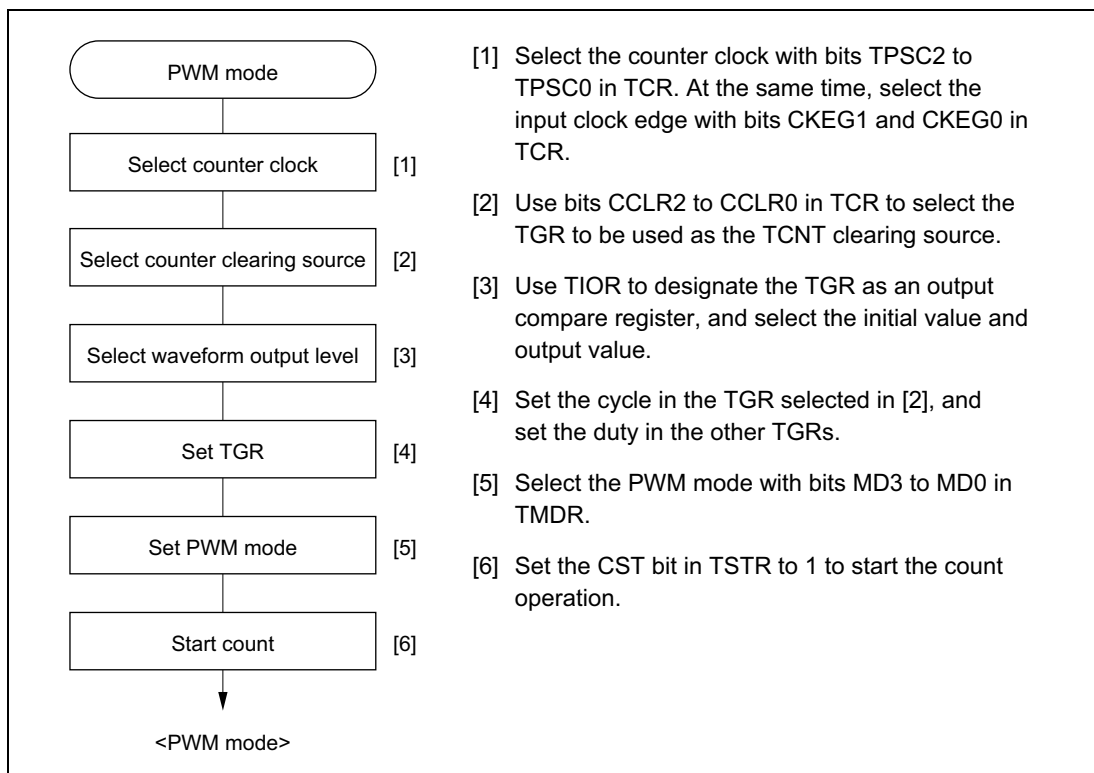 PWM mode
Select counter clock [1]
Select counter clearing source [2]
Select waveform output level [3]
Set TGR [4]
Set PWM mode [5]
Start count [6]
<PWM mode>
[1] Select the counter clock with bits TPSC2 to
TPSC0 in TCR. At the same time, select the
input clock edge with bits CKEG1 and CKEG0 in
TCR.
[2] Use bits CCLR2 to CCLR0 in TCR to select the
TGR to be used as the TCNT clearing source.
[3] Use TIOR to designate the TGR as an output
compare register, and select the initial value and
output value.
[4] Set the cycle in the TGR selected in [2], and
set the duty in the other TGRs.
[5] Select the PWM mode with bits MD3 to MD0 in
TMDR.
[6] Set the CST bit in TSTR to 1 to start the count
operation.